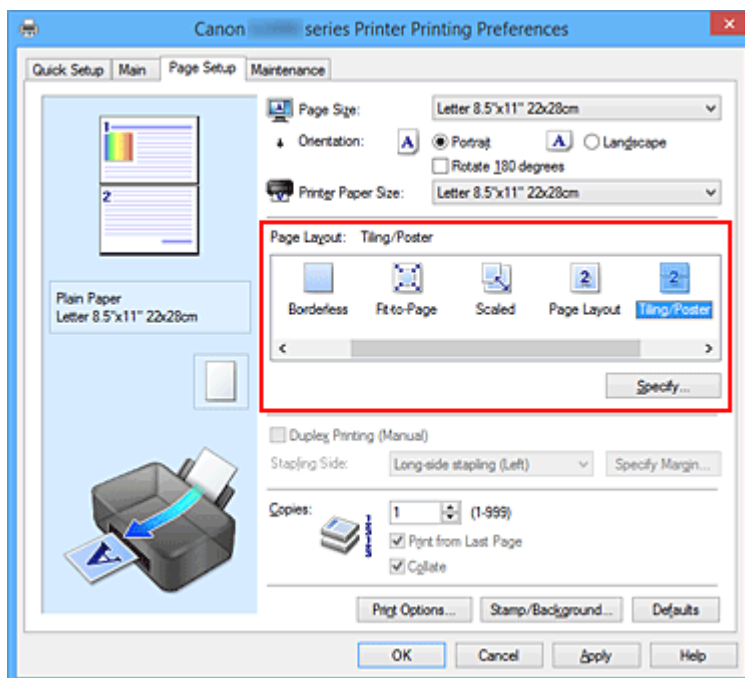 Canon series Printer Printing Preferences
Quick Setup Main Page Setup Maintenance
Page Size: Letter 8.5"x11" 22x28cm
Orientation: A Portrait A Landscape
Rotate 180 degrees
Printer Paper Size: Letter 8.5"x11" 22x28cm
1
2
Plain Paper
Letter 8.5"x11" 22x28cm
Page Layout: Tiling/Poster
2 2
Borderless Fit-to-Page Scaled Page Layout Tiling/Poster
Specify...
Duplex Printing (Manual)
Stapling Side: Long-side stapling (Left) Specify Margin...
Copies: 1 (1-999)
Print from Last Page
Collate
A
Print Options... Stamp/Background... Defaults
OK Cancel Apply Help